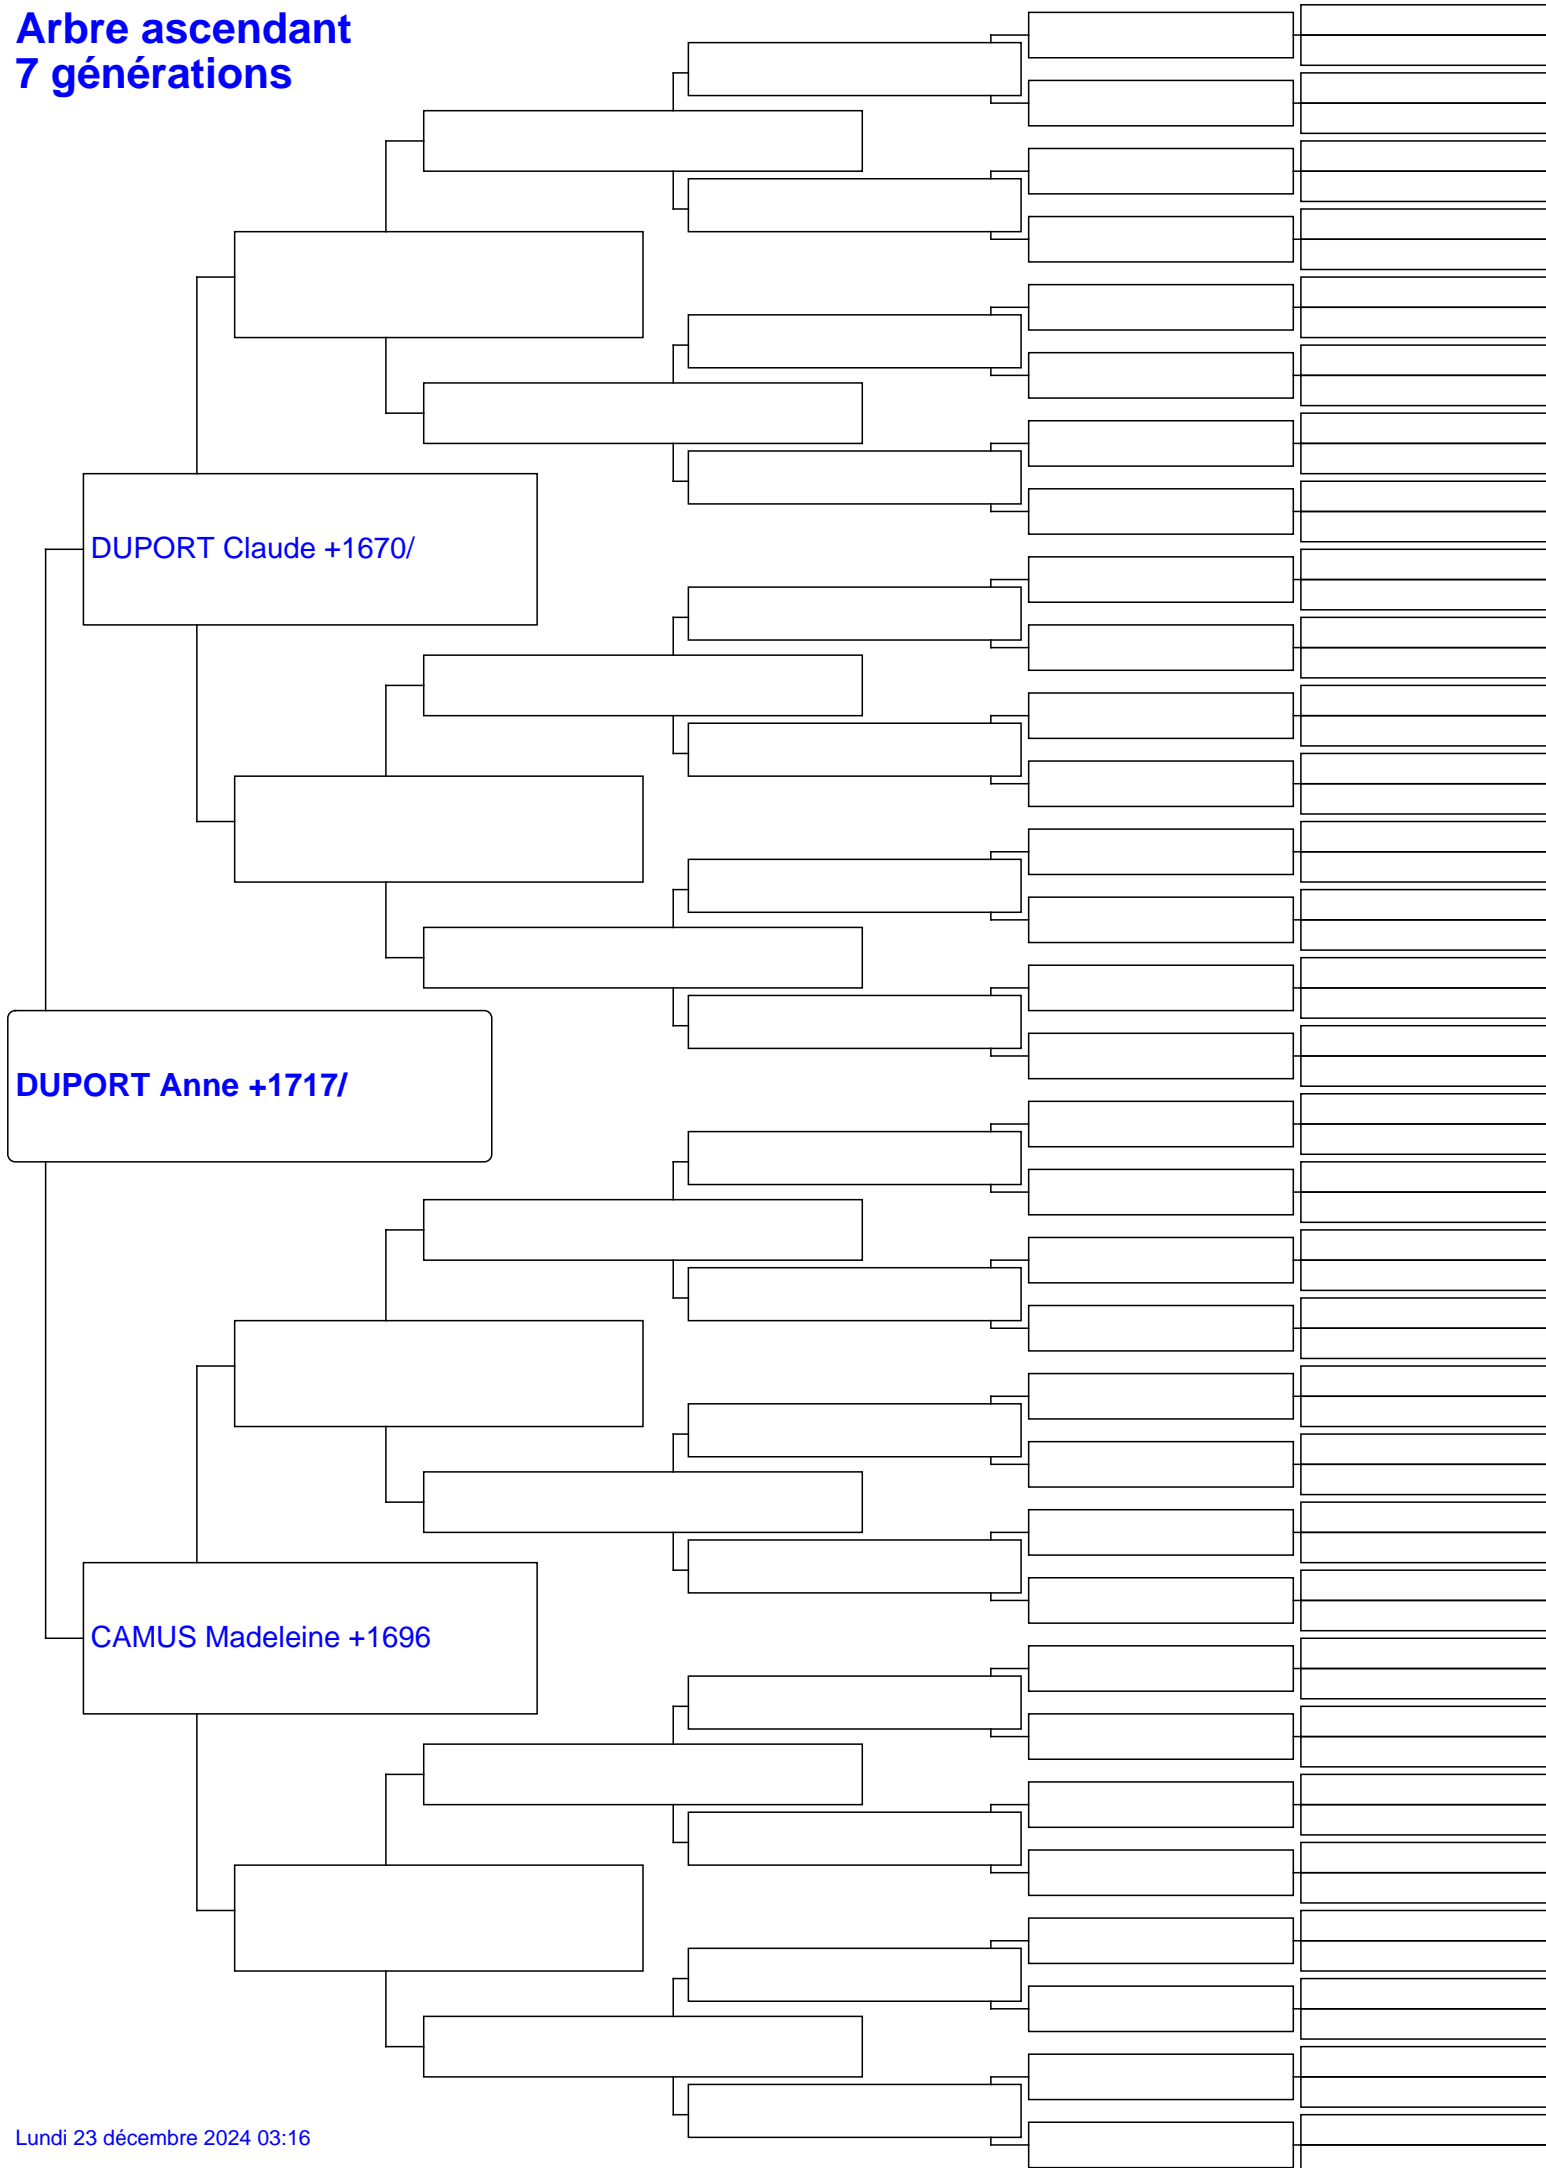 Arbre ascendant
7 générations
DUPORT Claude +1670/
DUPORT Anne +1717/
CAMUS Madeleine +1696
Lundi 23 décembre 2024 03:16